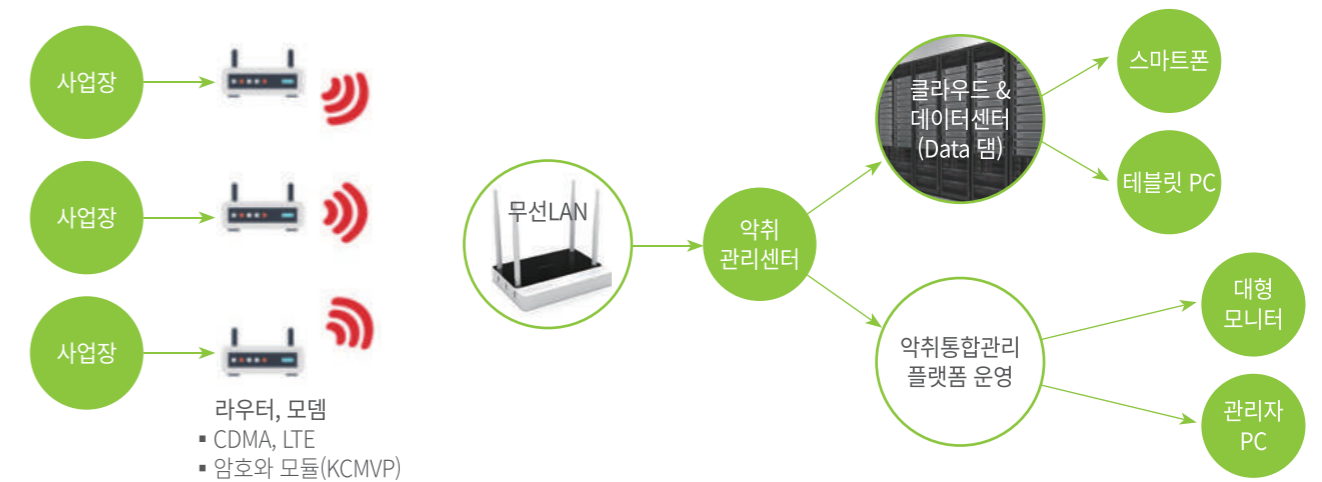 사업장
사업장
사업장
라우터, 모뎀
▪ CDMA, LTE
▪ 암호와 모듈(KCMVP)
무선LAN
악취
관리센터
클라우드 &
데이터센터
(Data 댐)
스마트폰
테블릿 PC
악취통합관리
플랫폼 운영
대형
모니터
관리자
PC